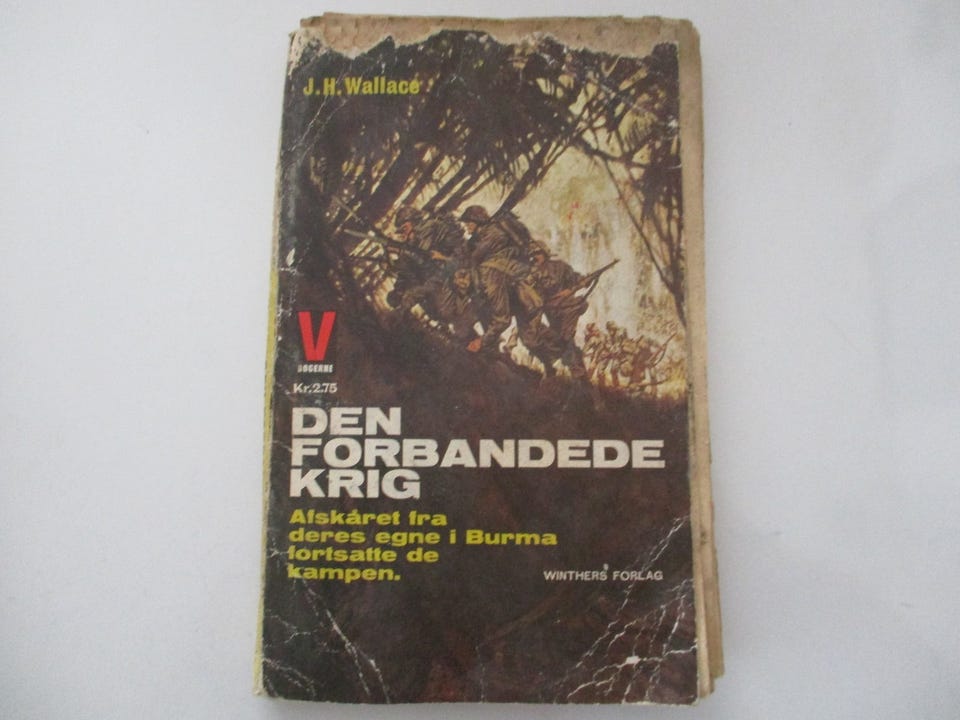 J.H. Wallace
V
BØGERNE
Kr. 2.75
DEN
FORBANDEDE
KRIG
Afskåret fra
deres egne i Burma
fortsatte de
kampen.
WINTHERS FORLAG